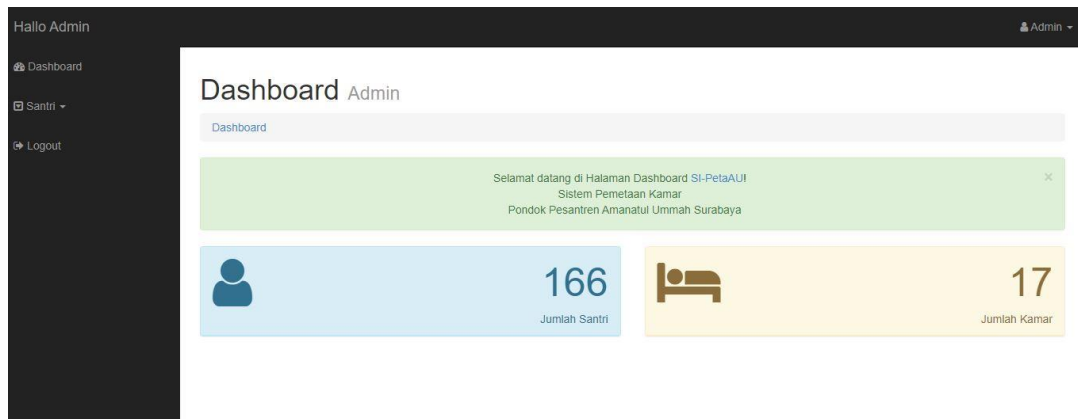 Hallo Admin
Admin
Dashboard
Santri
Logout
Dashboard Admin
Dashboard
Selamat datang di Halaman Dashboard SI-PetaAU!
Sistem Pemetaan Kamar
Pondok Pesantren Amanatul Ummah Surabaya
×
166
Jumlah Santri
17
Jumlah Kamar